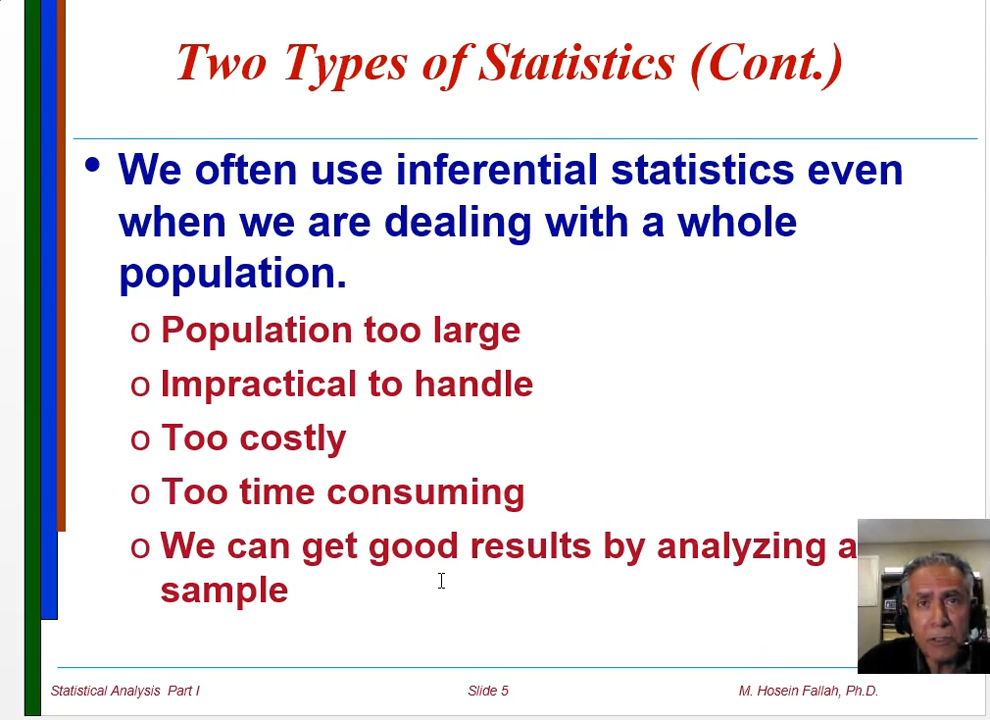 Two Types of Statistics (Cont.)
• We often use inferential statistics even
when we are dealing with a whole
population.
o Population too large
o Impractical to handle
o Too costly
o Too time consuming
o We can get good results by analyzing a
sample
Statistical Analysis Part I Slide 5 M. Hosein Fallah, Ph.D.